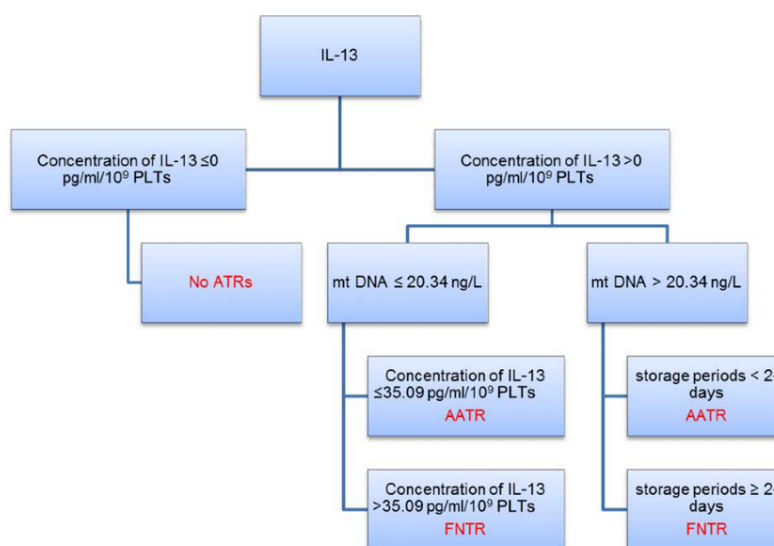 IL-13
Concentration of IL-13 ≤0
pg/ml/10⁹ PLTs
Concentration of IL-13 >0
pg/ml/10⁹ PLTs
No ATRs
mt DNA ≤ 20.34 ng/L
mt DNA > 20.34 ng/L
Concentration of IL-13
≤35.09 pg/ml/10⁹ PLTs
AATR
storage periods < 2-
days
AATR
Concentration of IL-13
>35.09 pg/ml/10⁹ PLTs
FNTR
storage periods ≥ 2-
days
FNTR